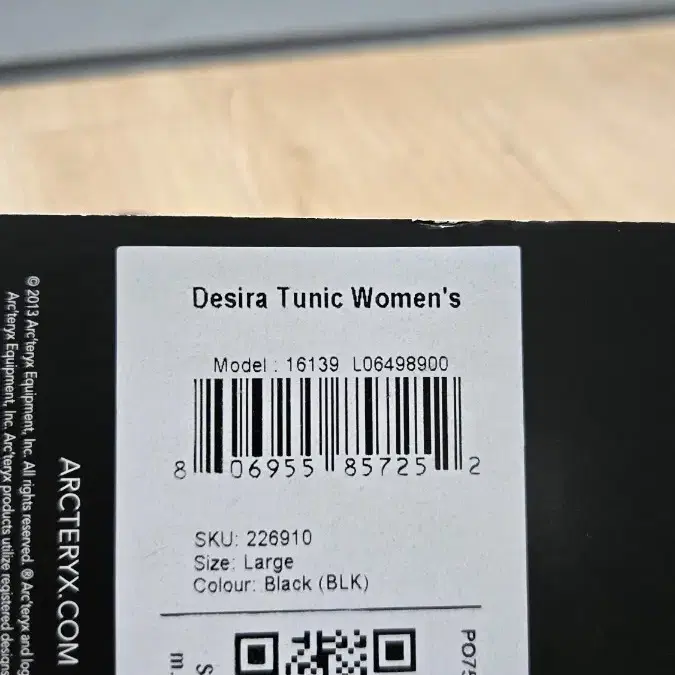 Desira Tunic Women's
Model : 16139 L06498900
8 06955 85725 2
SKU: 226910
Size: Large
Colour: Black (BLK)
© 2013 Arc'teryx Equipment, Inc. All rights reserved. ® Arc'teryx and
Arc'teryx Equipment, Inc. Arc'teryx products utilize registered designs
ARCTERYX.COM